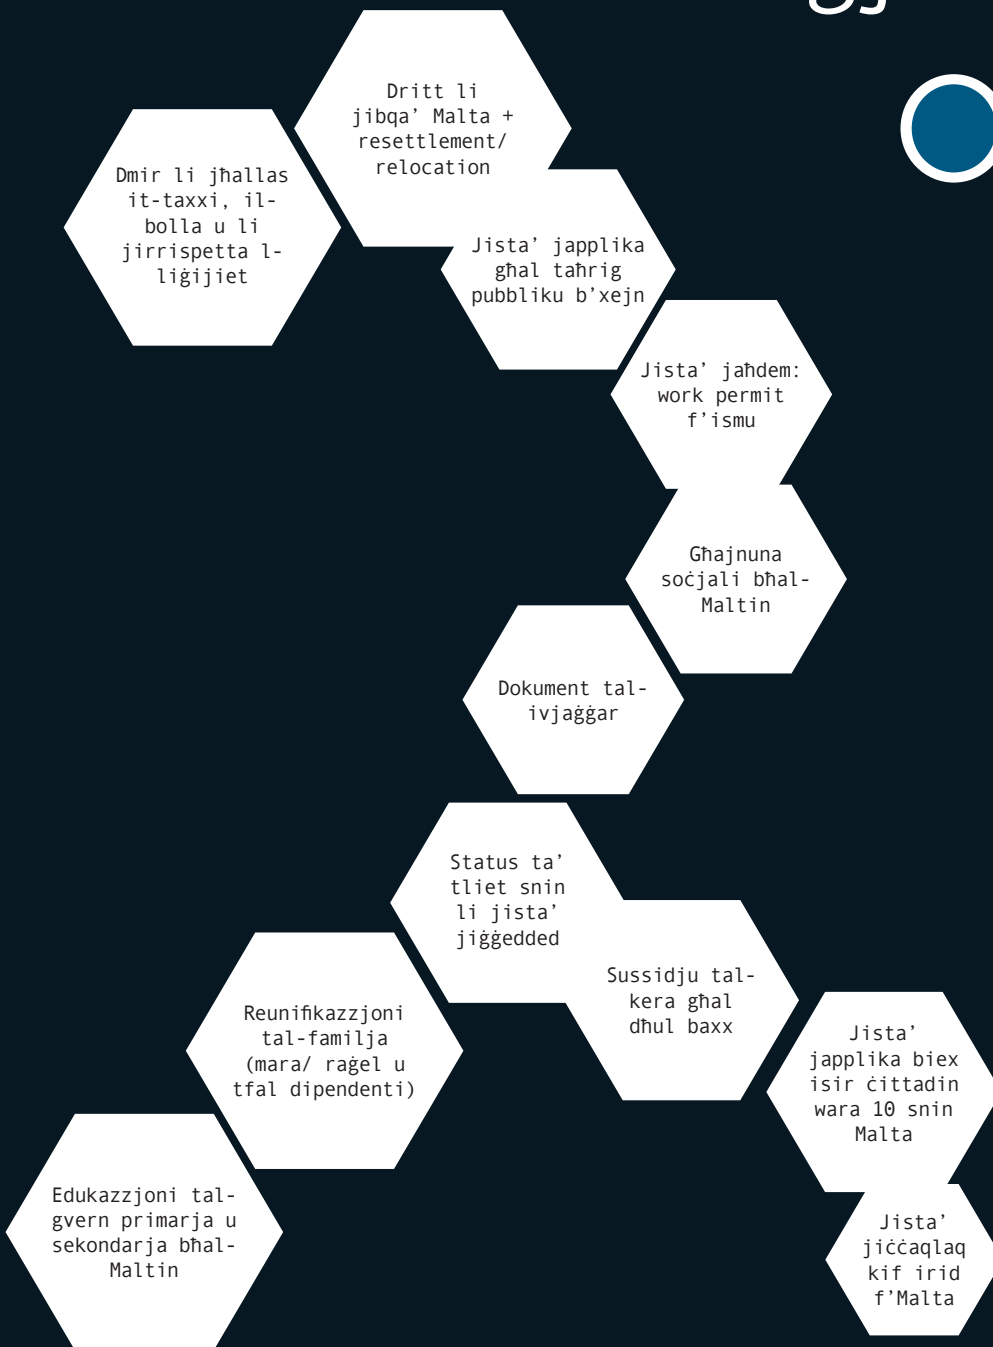 Dritt li
jibqa’ Malta +
resettlement/
relocation
Dmir li jħallas
it-taxxi, il-
bolla u li
jirrispetta l-
liġijiet
Jista’ japplika
għal taħrig
pubbliku b’xejn
Jista’ jaħdem:
work permit
f’ismu
Għajnuna
soċjali bħal-
Maltin
Dokument tal-
ivjaġġar
Status ta’
tliet snin
li jista’
jiġġedded
Sussidju tal-
kera għal
dħul baxx
Reunifikazzjoni
tal-familja
(mara/ raġel u
tfal dipendenti)
Jista’
japplika biex
isir ċittadin
wara 10 snin
Malta
Edukazzjoni tal-
gvern primarja u
sekondarja bħal-
Maltin
Jista’
jiċċaqlaq
kif irid
f’Malta